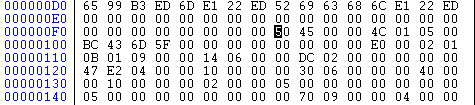 000000D0 65 99 B3 ED 6D E1 22 ED 52 69 63 68 6C E1 22 ED
000000E0 00 00 00 00 00 00 00 00 00 00 00 00 00 00 00 00
000000F0 00 00 00 00 00 00 00 00 50 45 00 00 4C 01 05 00
00000100 BC 43 6D 5F 00 00 00 00 00 00 00 00 E0 00 02 01
00000110 0B 01 09 00 00 14 06 00 00 DC 02 00 00 00 00 00
00000120 47 E2 04 00 00 10 00 00 00 30 06 00 00 00 40 00
00000130 00 10 00 00 00 02 00 00 05 00 00 00 00 00 00 00
00000140 05 00 00 00 00 00 00 00 00 70 09 00 00 04 00 00